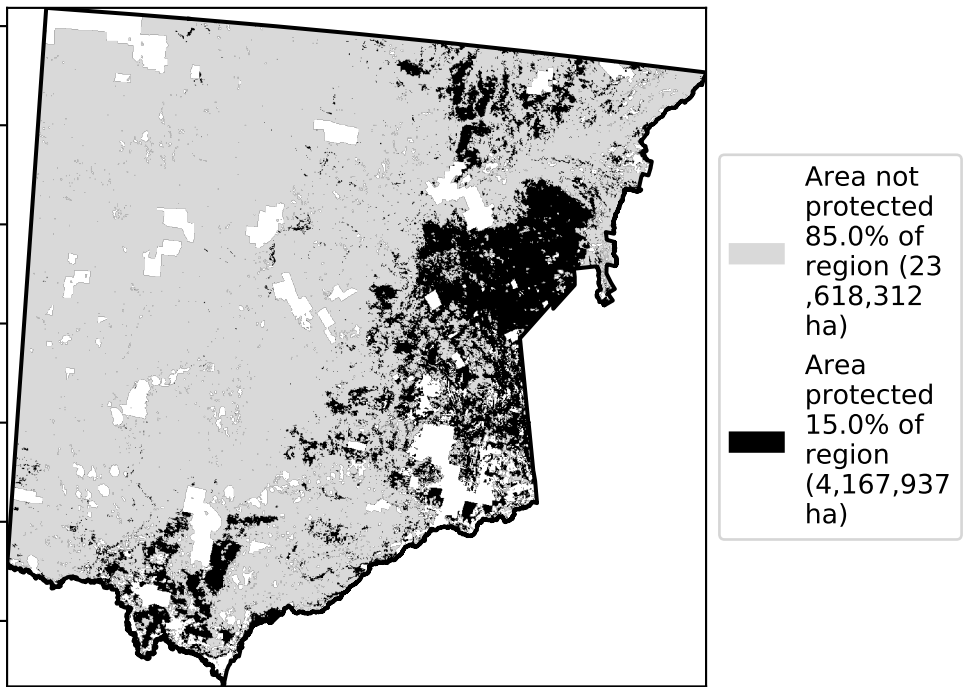 Area not
protected
85.0% of
region (23
,618,312
ha)
Area
protected
15.0% of
region
(4,167,937
ha)